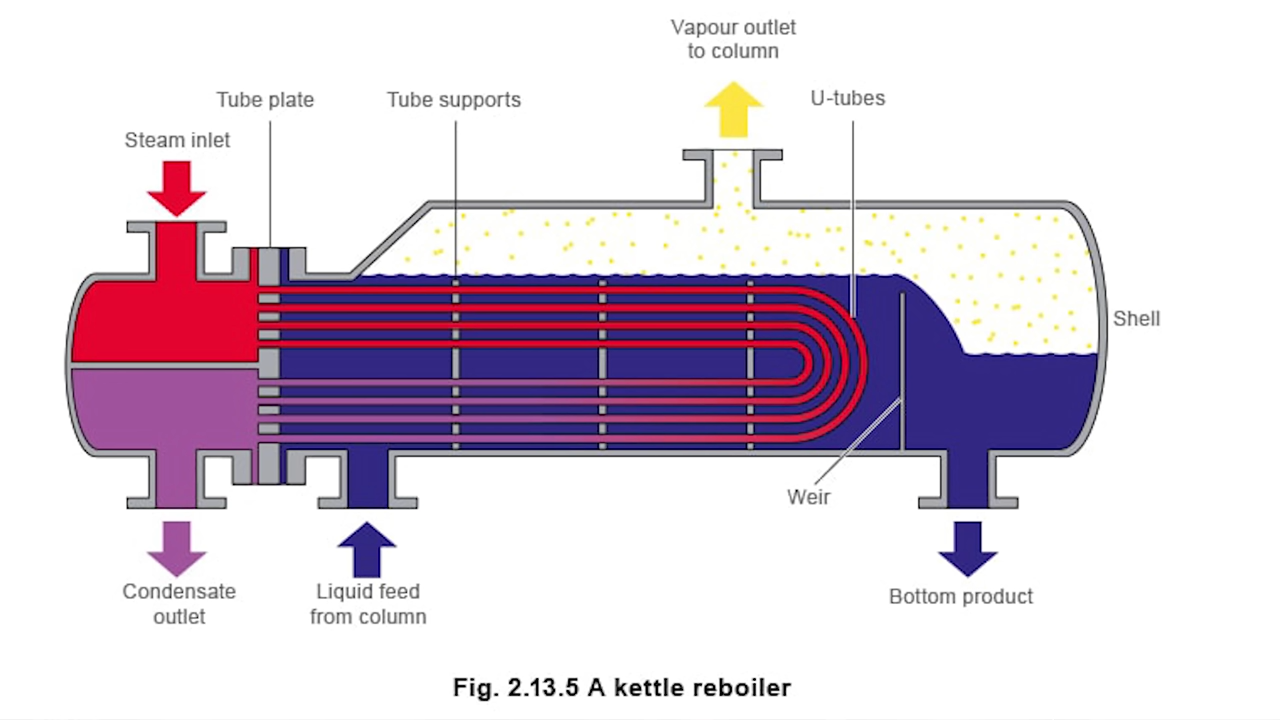 Vapour outlet
to column
Tube plate
Tube supports
U-tubes
Steam inlet
Shell
Weir
Condensate
outlet
Liquid feed
from column
Bottom product
Fig. 2.13.5 A kettle reboiler